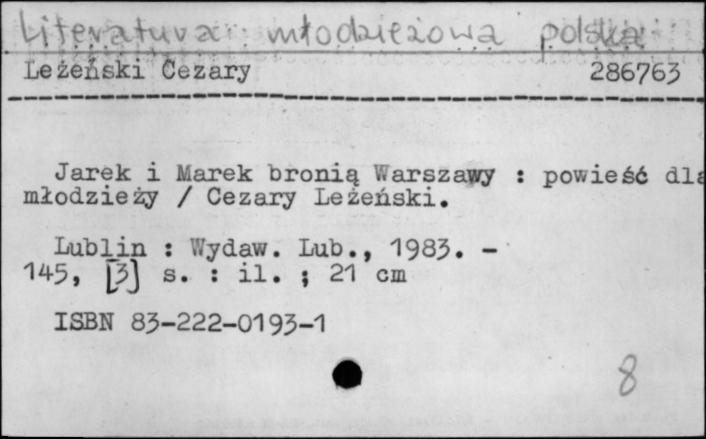 Literatura młodzieżowa polska
Leżeński Cezary 286763
Jarek i Marek bronią Warszawy : powieść dla
młodzieży / Cezary Leżeński.
Lublin : Wydaw. Lub., 1983. -
145, [3] s. : il. ; 21 cm
ISBN 83-222-0193-1
8